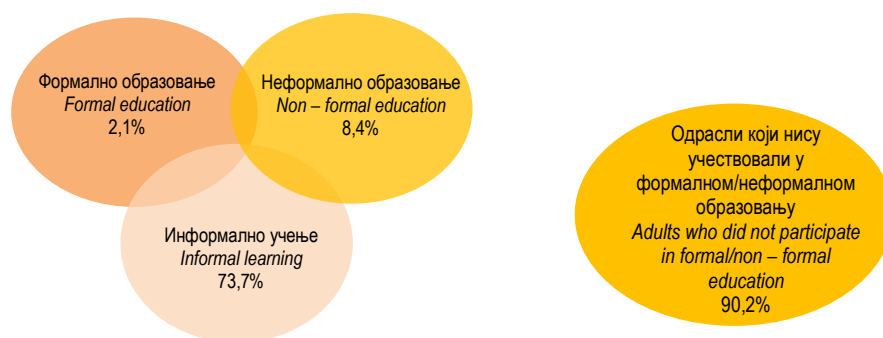 Формално образовање
Formal education
2,1%
Неформално образовање
Non – formal education
8,4%
Информално учење
Informal learning
73,7%
Одрасли који нису
учествовали у
формалном/неформалном
образовању
Adults who did not participate
in formal/non – formal
education
90,2%